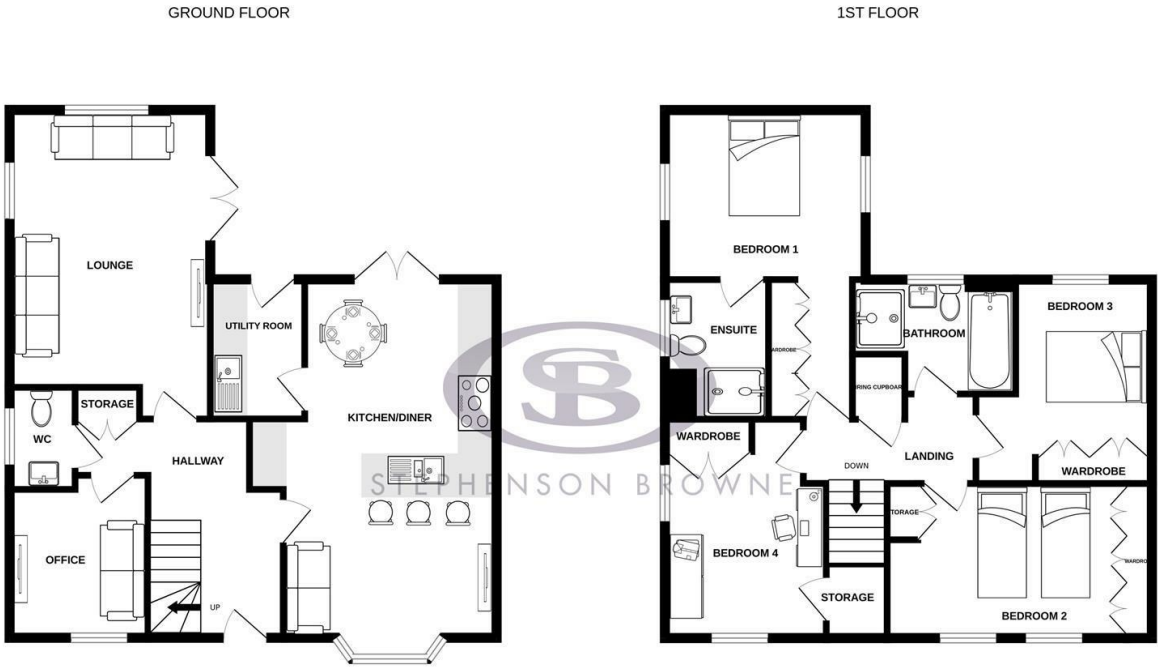 GROUND FLOOR
1ST FLOOR
LOUNGE
UTILITY ROOM
KITCHEN/DINER
STORAGE
WC
HALLWAY
OFFICE
UP
STEPHENSON BROWNE
BEDROOM 1
ENSUITE
BATHROOM
BEDROOM 3
WARDROBE
DOWN
LANDING
WARDROBE
BEDROOM 4
STORAGE
BEDROOM 2